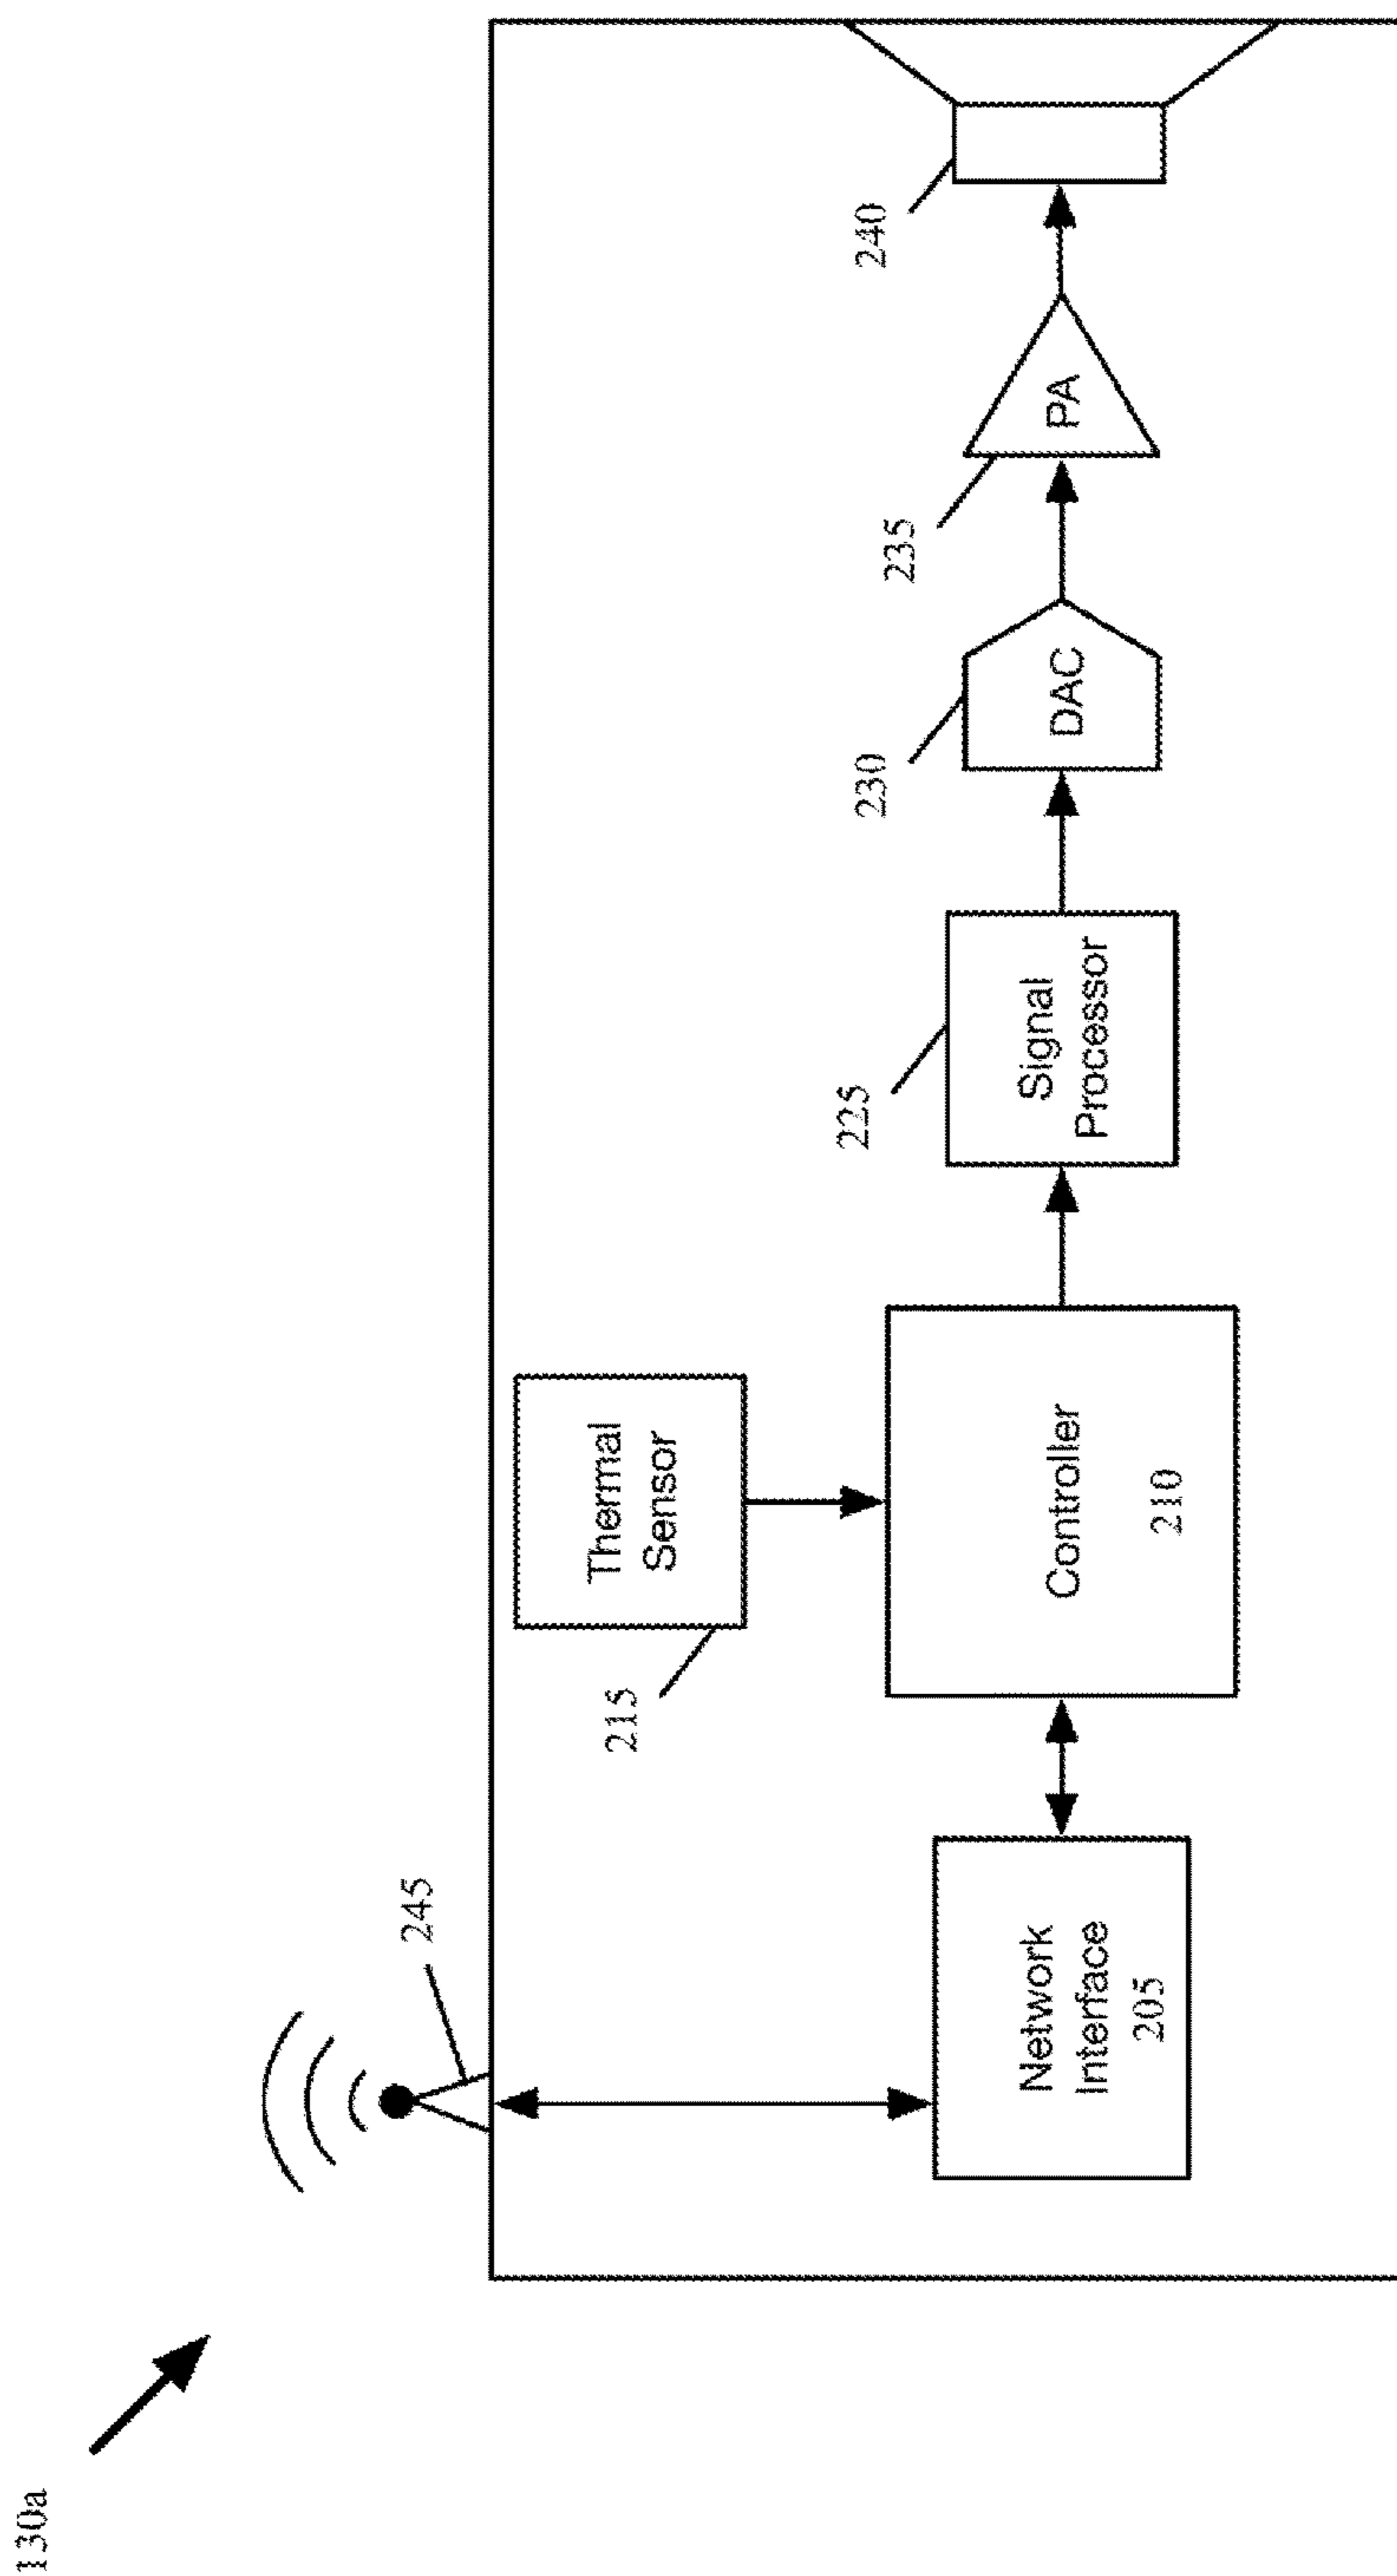 130a
245
Thermal
Sensor
215
Network
Interface
205
Controller
210
225
Signal
Processor
230
DAC
235
PA
240